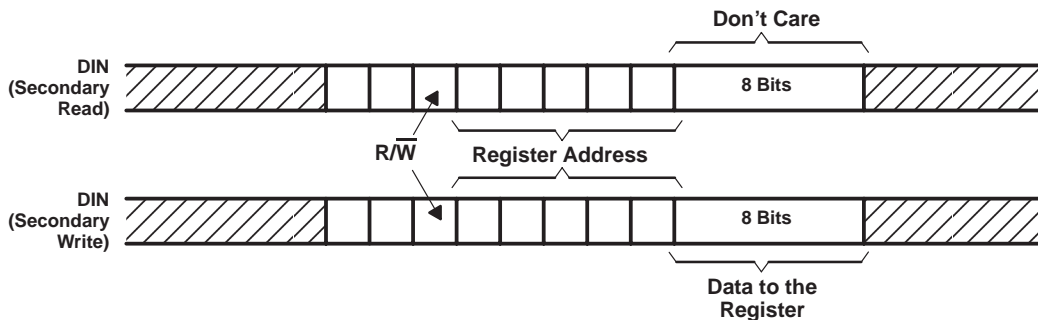 Don't Care
DIN
(Secondary
Read)
8 Bits
R/W̅
Register Address
DIN
(Secondary
Write)
8 Bits
Data to the
Register